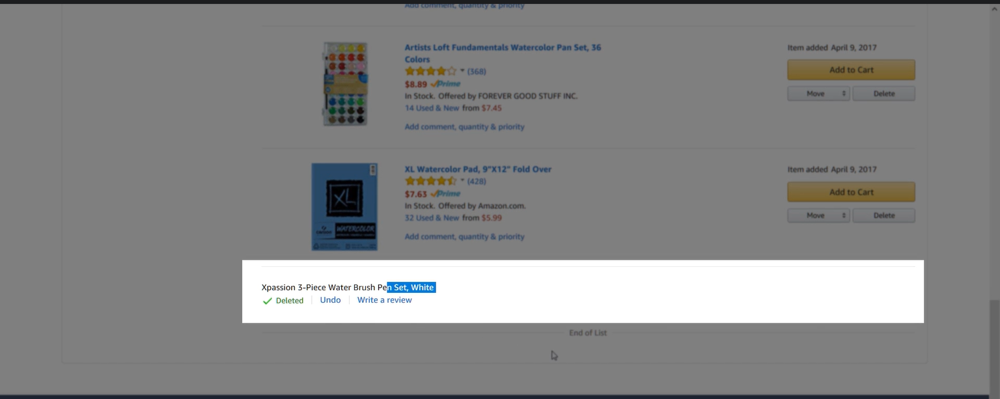 Add comment, quantity & priority
Artists Loft Fundamentals Watercolor Pan Set, 36
Colors
(368)
$8.89 Prime
In Stock. Offered by FOREVER GOOD STUFF INC.
14 Used & New from $7.45
Add comment, quantity & priority
Item added April 9, 2017
Add to Cart
Move
Delete
XL
WATERCOLOR
XL Watercolor Pad, 9"X12" Fold Over
(428)
$7.63 Prime
In Stock. Offered by Amazon.com.
32 Used & New from $5.99
Add comment, quantity & priority
Item added April 9, 2017
Add to Cart
Move
Delete
Xpassion 3-Piece Water Brush Pen Set, White
Deleted
Undo
Write a review
End of List